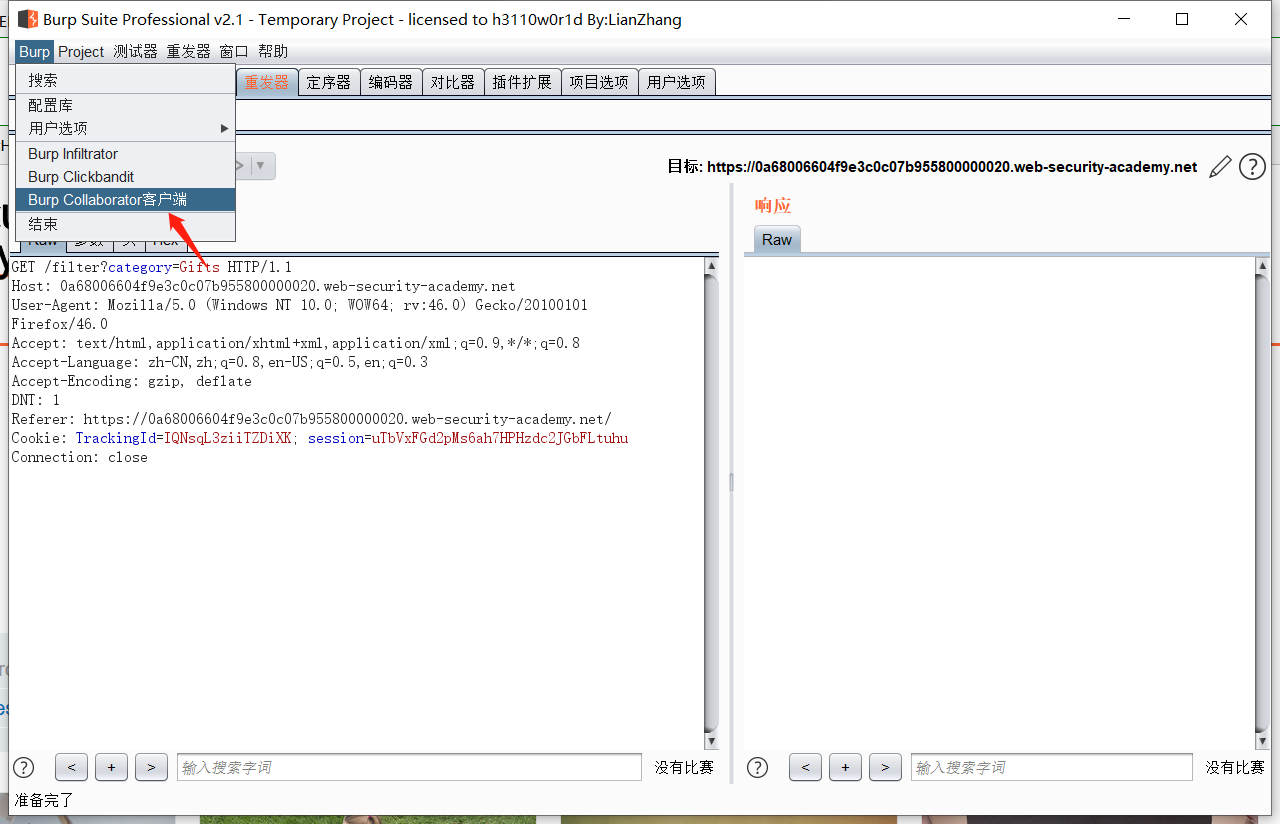 Burp Suite Professional v2.1 - Temporary Project - licensed to h3110w0r1d By:LianZhang
Burp Project 测试器 重发器 窗口 帮助
搜索
配置库
用户选项
Burp Infiltrator
Burp Clickbandit
Burp Collaborator客户端
结束
重发器 定序器 编码器 对比器 插件扩展 项目选项 用户选项
目标: https://0a68006604f9e3c0c07b955800000020.web-security-academy.net
?
Raw 参数 头 Hex
GET /filter?category=Gifts HTTP/1.1
Host: 0a68006604f9e3c0c07b955800000020.web-security-academy.net
User-Agent: Mozilla/5.0 (Windows NT 10.0; WOW64; rv:46.0) Gecko/20100101
Firefox/46.0
Accept: text/html,application/xhtml+xml,application/xml;q=0.9,*/*;q=0.8
Accept-Language: zh-CN,zh;q=0.8,en-US;q=0.5,en;q=0.3
Accept-Encoding: gzip, deflate
DNT: 1
Referer: https://0a68006604f9e3c0c07b955800000020.web-security-academy.net/
Cookie: TrackingId=IQNsqL3ziiTZDiXK; session=uTbVxFGd2pMs6ah7HPHzdc2JGbFLtuhu
Connection: close
响应
Raw
? < + > 输入搜索字词 没有比赛
? < + > 输入搜索字词 没有比赛
准备完了